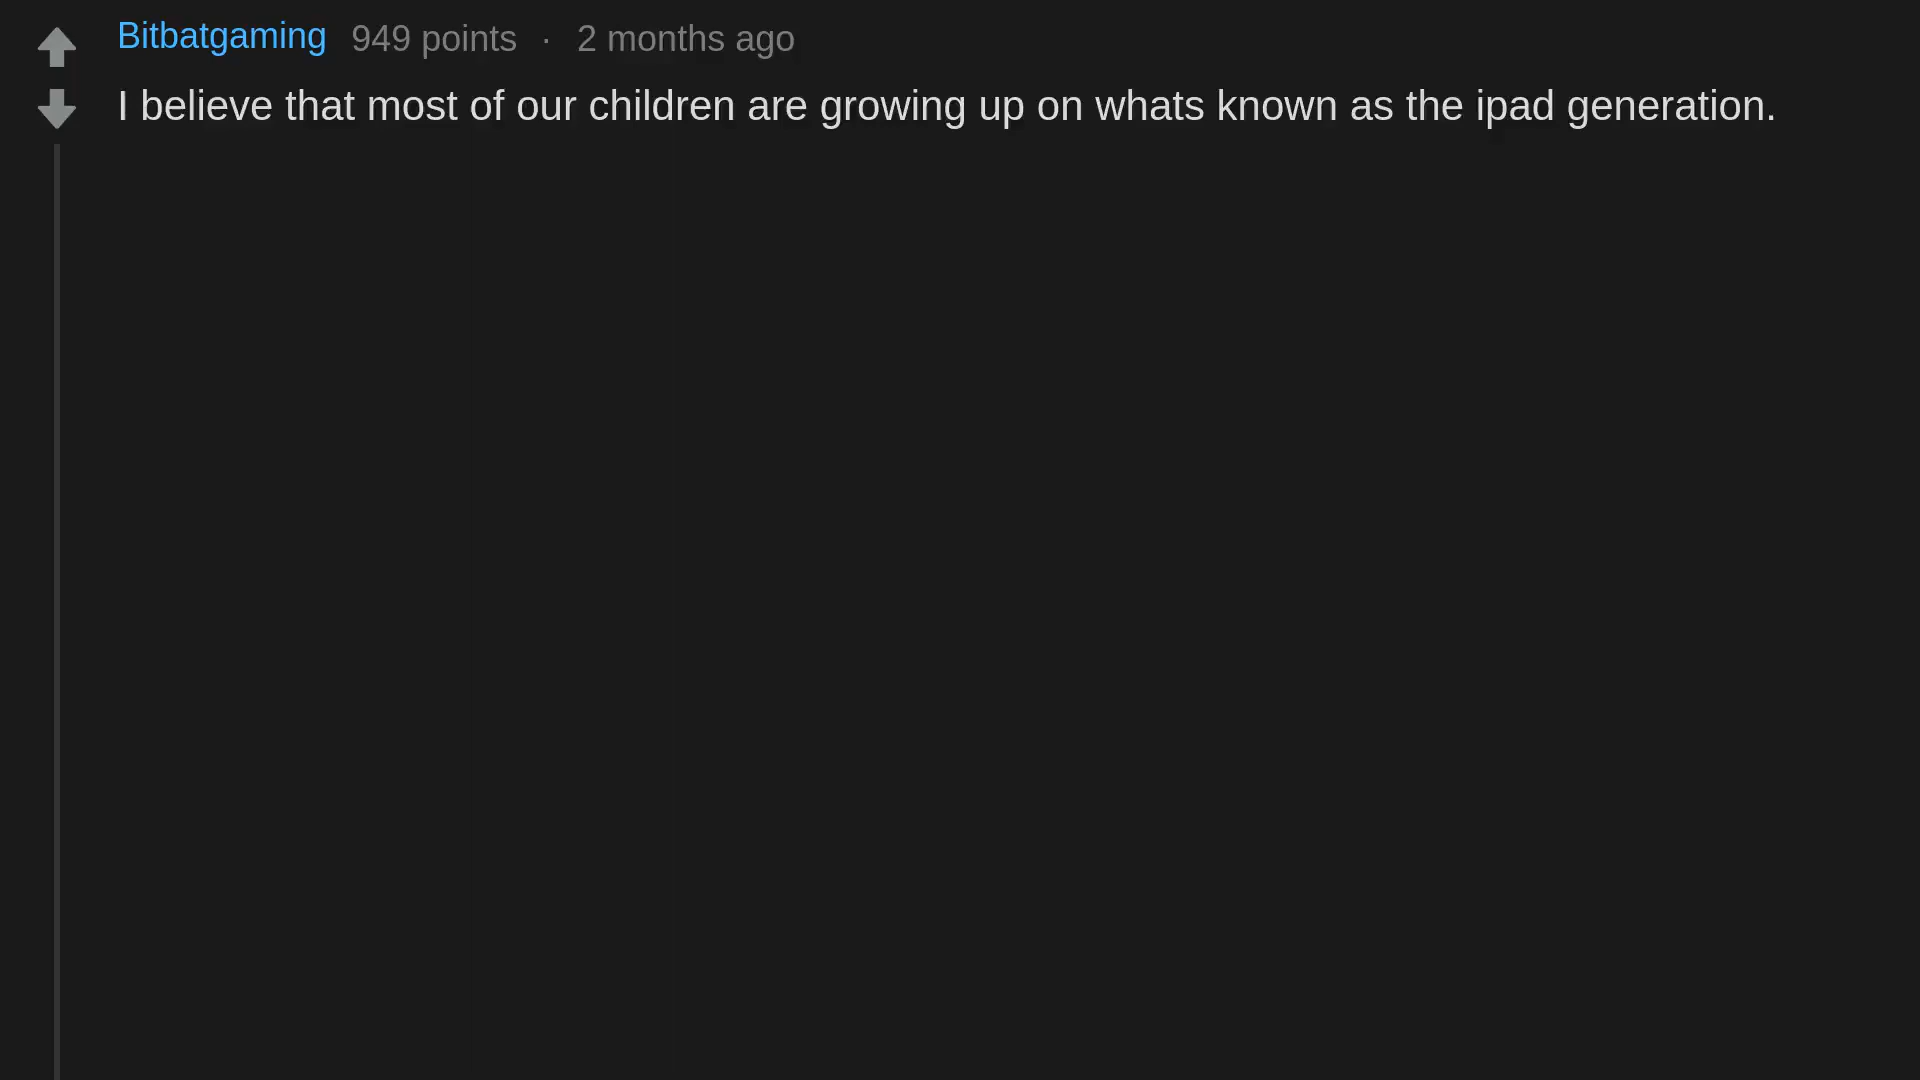 Bitbatgaming 949 points · 2 months ago
I believe that most of our children are growing up on whats known as the ipad generation.